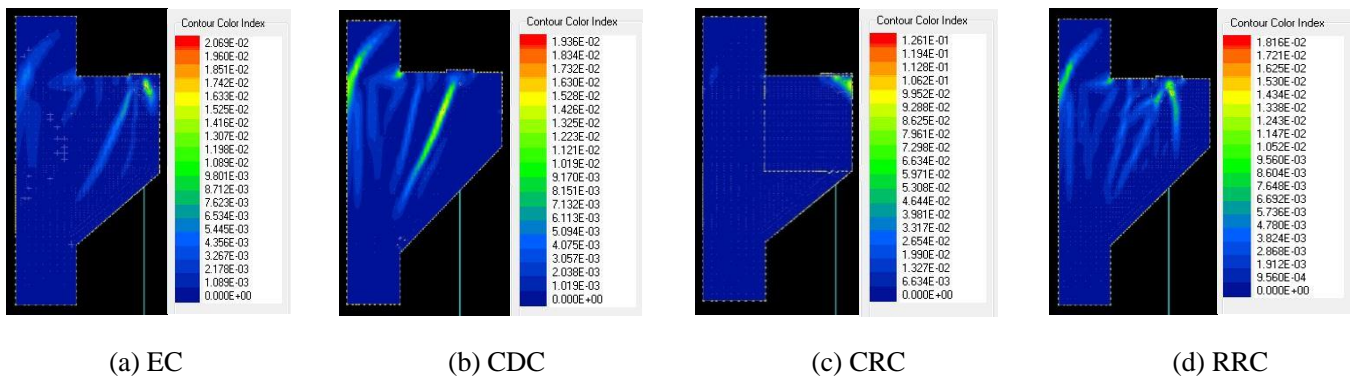 Contour Color Index
2.069E-02
1.960E-02
1.851E-02
1.742E-02
1.633E-02
1.525E-02
1.416E-02
1.307E-02
1.198E-02
1.089E-02
9.801E-03
8.712E-03
7.623E-03
6.534E-03
5.445E-03
4.356E-03
3.267E-03
2.178E-03
1.089E-03
0.000E+00
(a) EC
Contour Color Index
1.936E-02
1.834E-02
1.732E-02
1.630E-02
1.528E-02
1.426E-02
1.325E-02
1.223E-02
1.121E-02
1.019E-02
9.170E-03
8.151E-03
7.132E-03
6.113E-03
5.094E-03
4.075E-03
3.057E-03
2.038E-03
1.019E-03
0.000E+00
(b) CDC
Contour Color Index
1.261E-01
1.194E-01
1.128E-01
1.062E-01
9.952E-02
9.288E-02
8.625E-02
7.961E-02
7.298E-02
6.634E-02
5.971E-02
5.308E-02
4.644E-02
3.981E-02
3.317E-02
2.654E-02
1.990E-02
1.327E-02
6.634E-03
0.000E+00
(c) CRC
Contour Color Index
1.816E-02
1.721E-02
1.625E-02
1.530E-02
1.434E-02
1.338E-02
1.243E-02
1.147E-02
1.052E-02
9.560E-03
8.604E-03
7.648E-03
6.692E-03
5.736E-03
4.780E-03
3.824E-03
2.868E-03
1.912E-03
9.560E-04
0.000E+00
(d) RRC